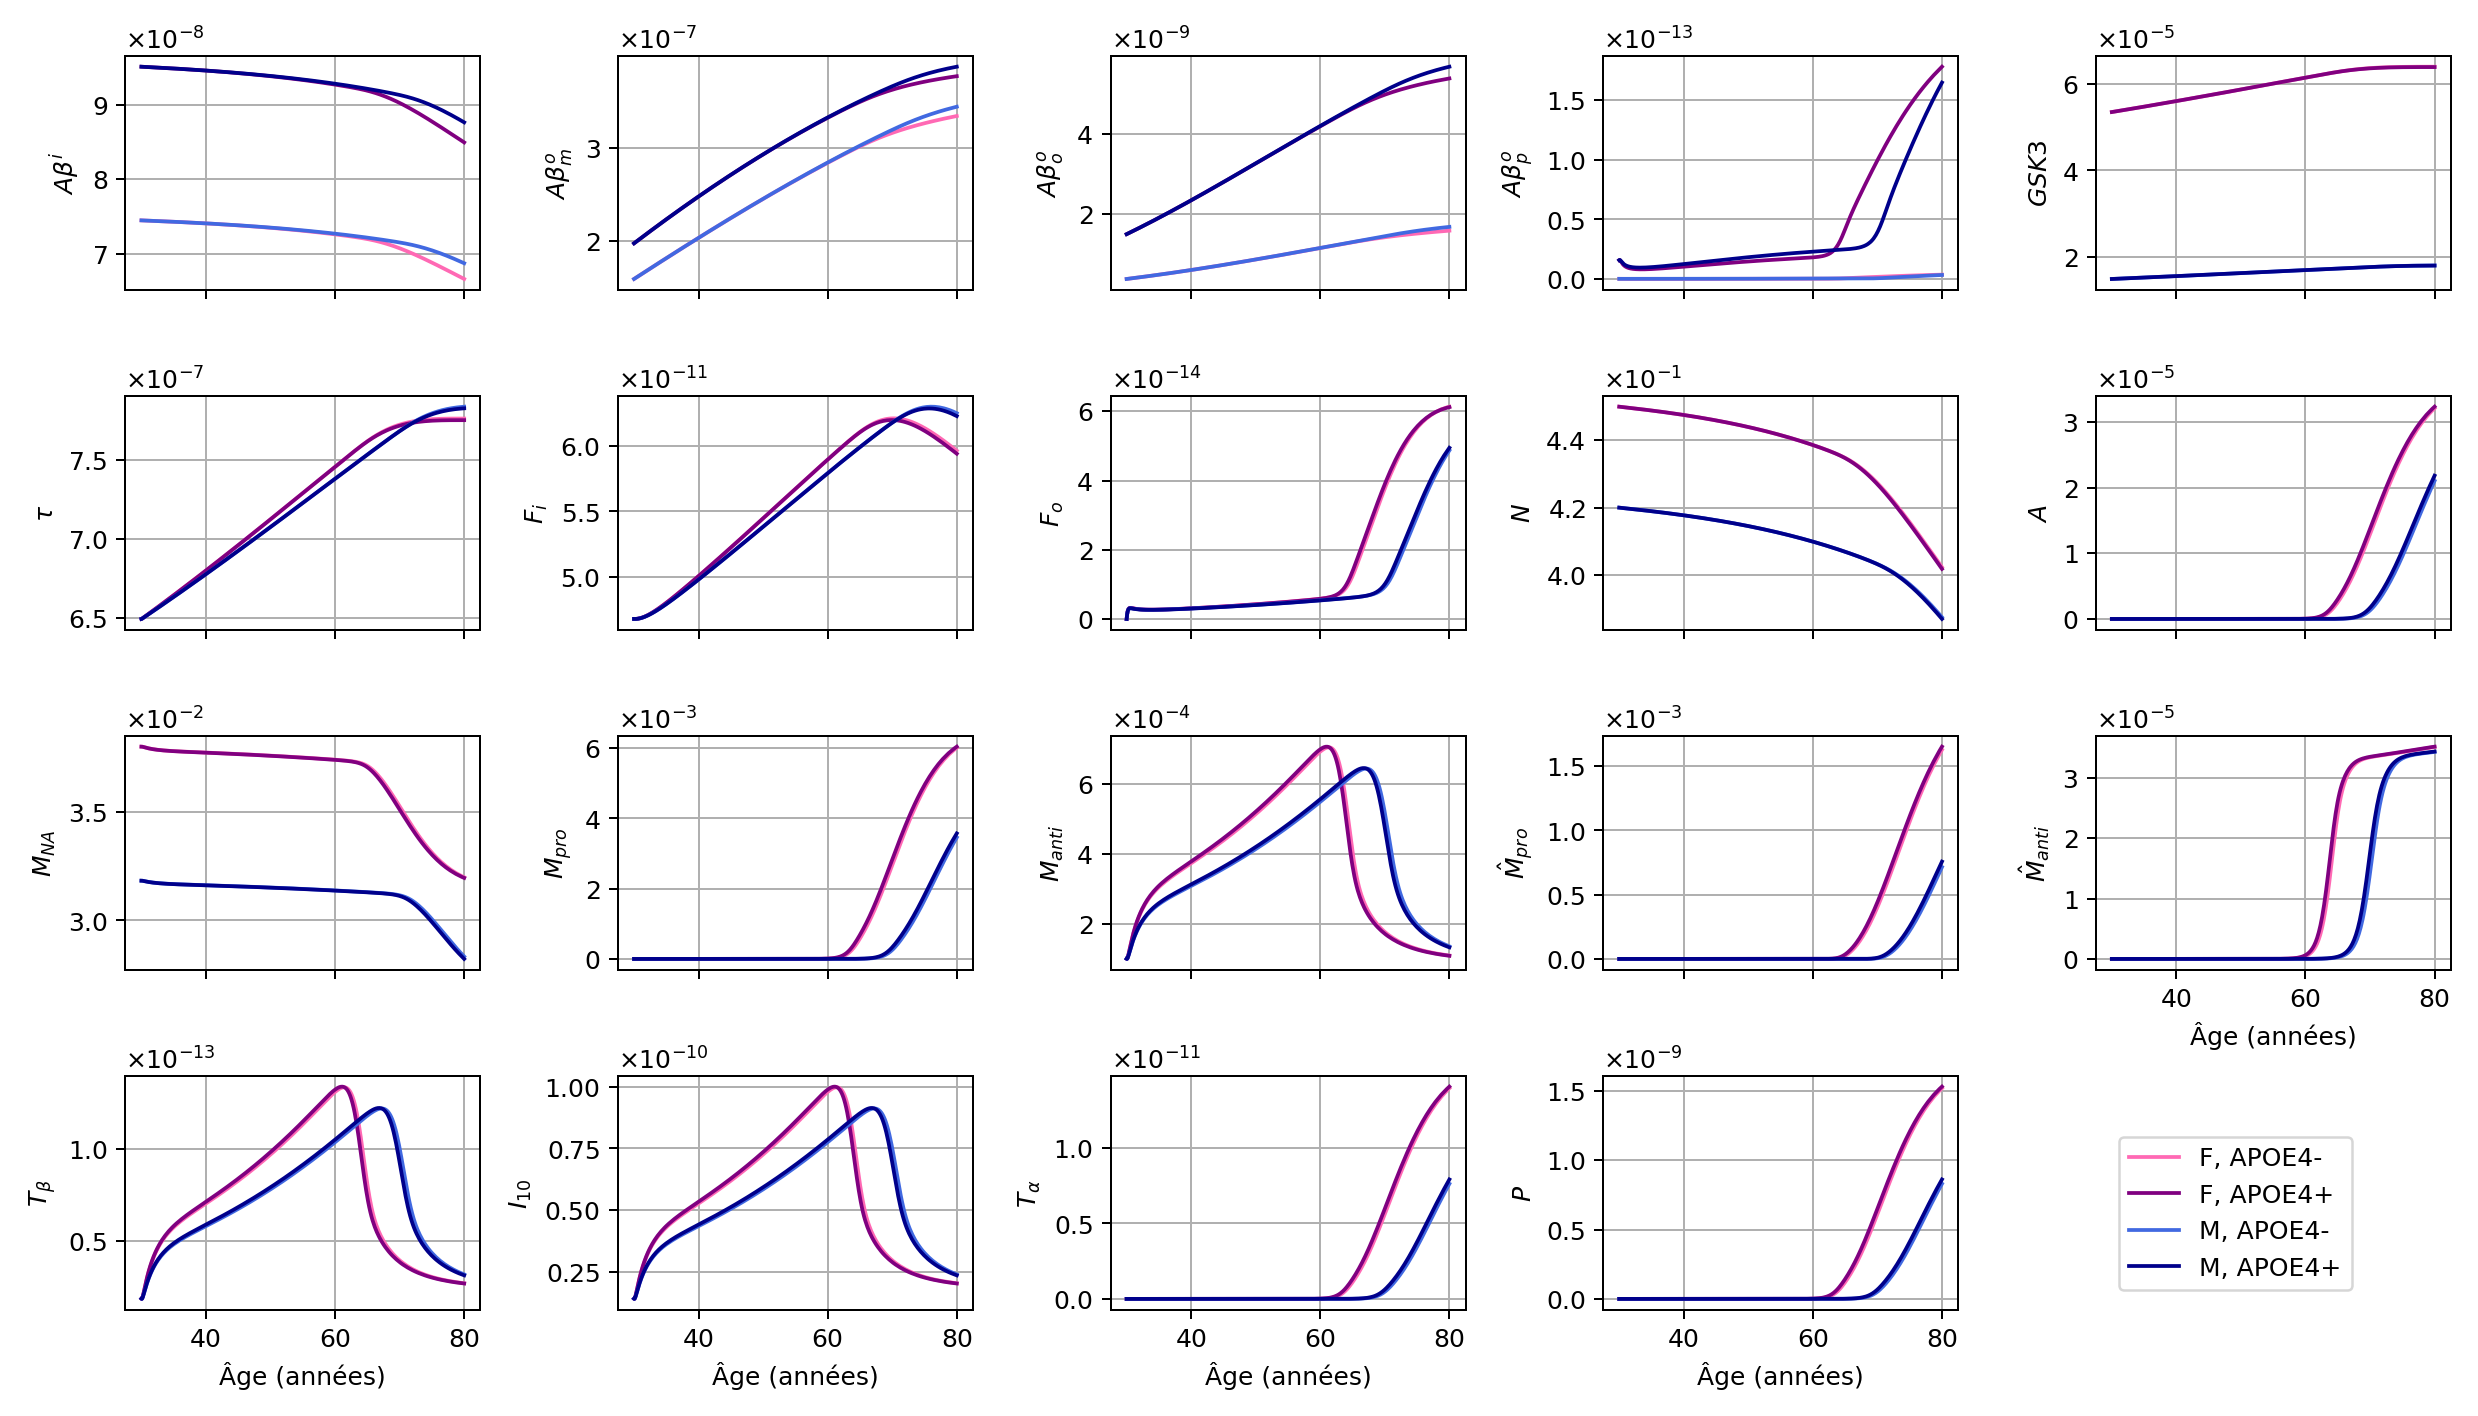 ×10⁻⁸ ×10⁻⁷ ×10⁻⁹ ×10⁻¹³ ×10⁻⁵
Aβⁱ 9 8 7
Aβₘᵒ 3 2
Aβₒᵒ 4 2
Aβₚᵒ 1.5 1.0 0.5 0.0
GSK3 6 4 2
×10⁻⁷ ×10⁻¹¹ ×10⁻¹⁴ ×10⁻¹ ×10⁻⁵
τ 7.5 7.0 6.5
Fᵢ 6.0 5.5 5.0
Fₒ 6 4 2 0
N 4.4 4.2 4.0
A 3 2 1 0
×10⁻² ×10⁻³ ×10⁻⁴ ×10⁻³ ×10⁻⁵
M_NA 3.5 3.0
M_pro 6 4 2 0
M_anti 6 4 2
M̂_pro 1.5 1.0 0.5 0.0
M̂_anti 3 2 1 0
40 60 80
Âge (années)
×10⁻¹³ ×10⁻¹⁰ ×10⁻¹¹ ×10⁻⁹
T_β 1.0 0.5
I₁₀ 1.00 0.75 0.50 0.25
T_α 1.0 0.5 0.0
P 1.5 1.0 0.5 0.0
F, APOE4-
F, APOE4+
M, APOE4-
M, APOE4+
40 60 80 40 60 80 40 60 80 40 60 80
Âge (années) Âge (années) Âge (années) Âge (années)